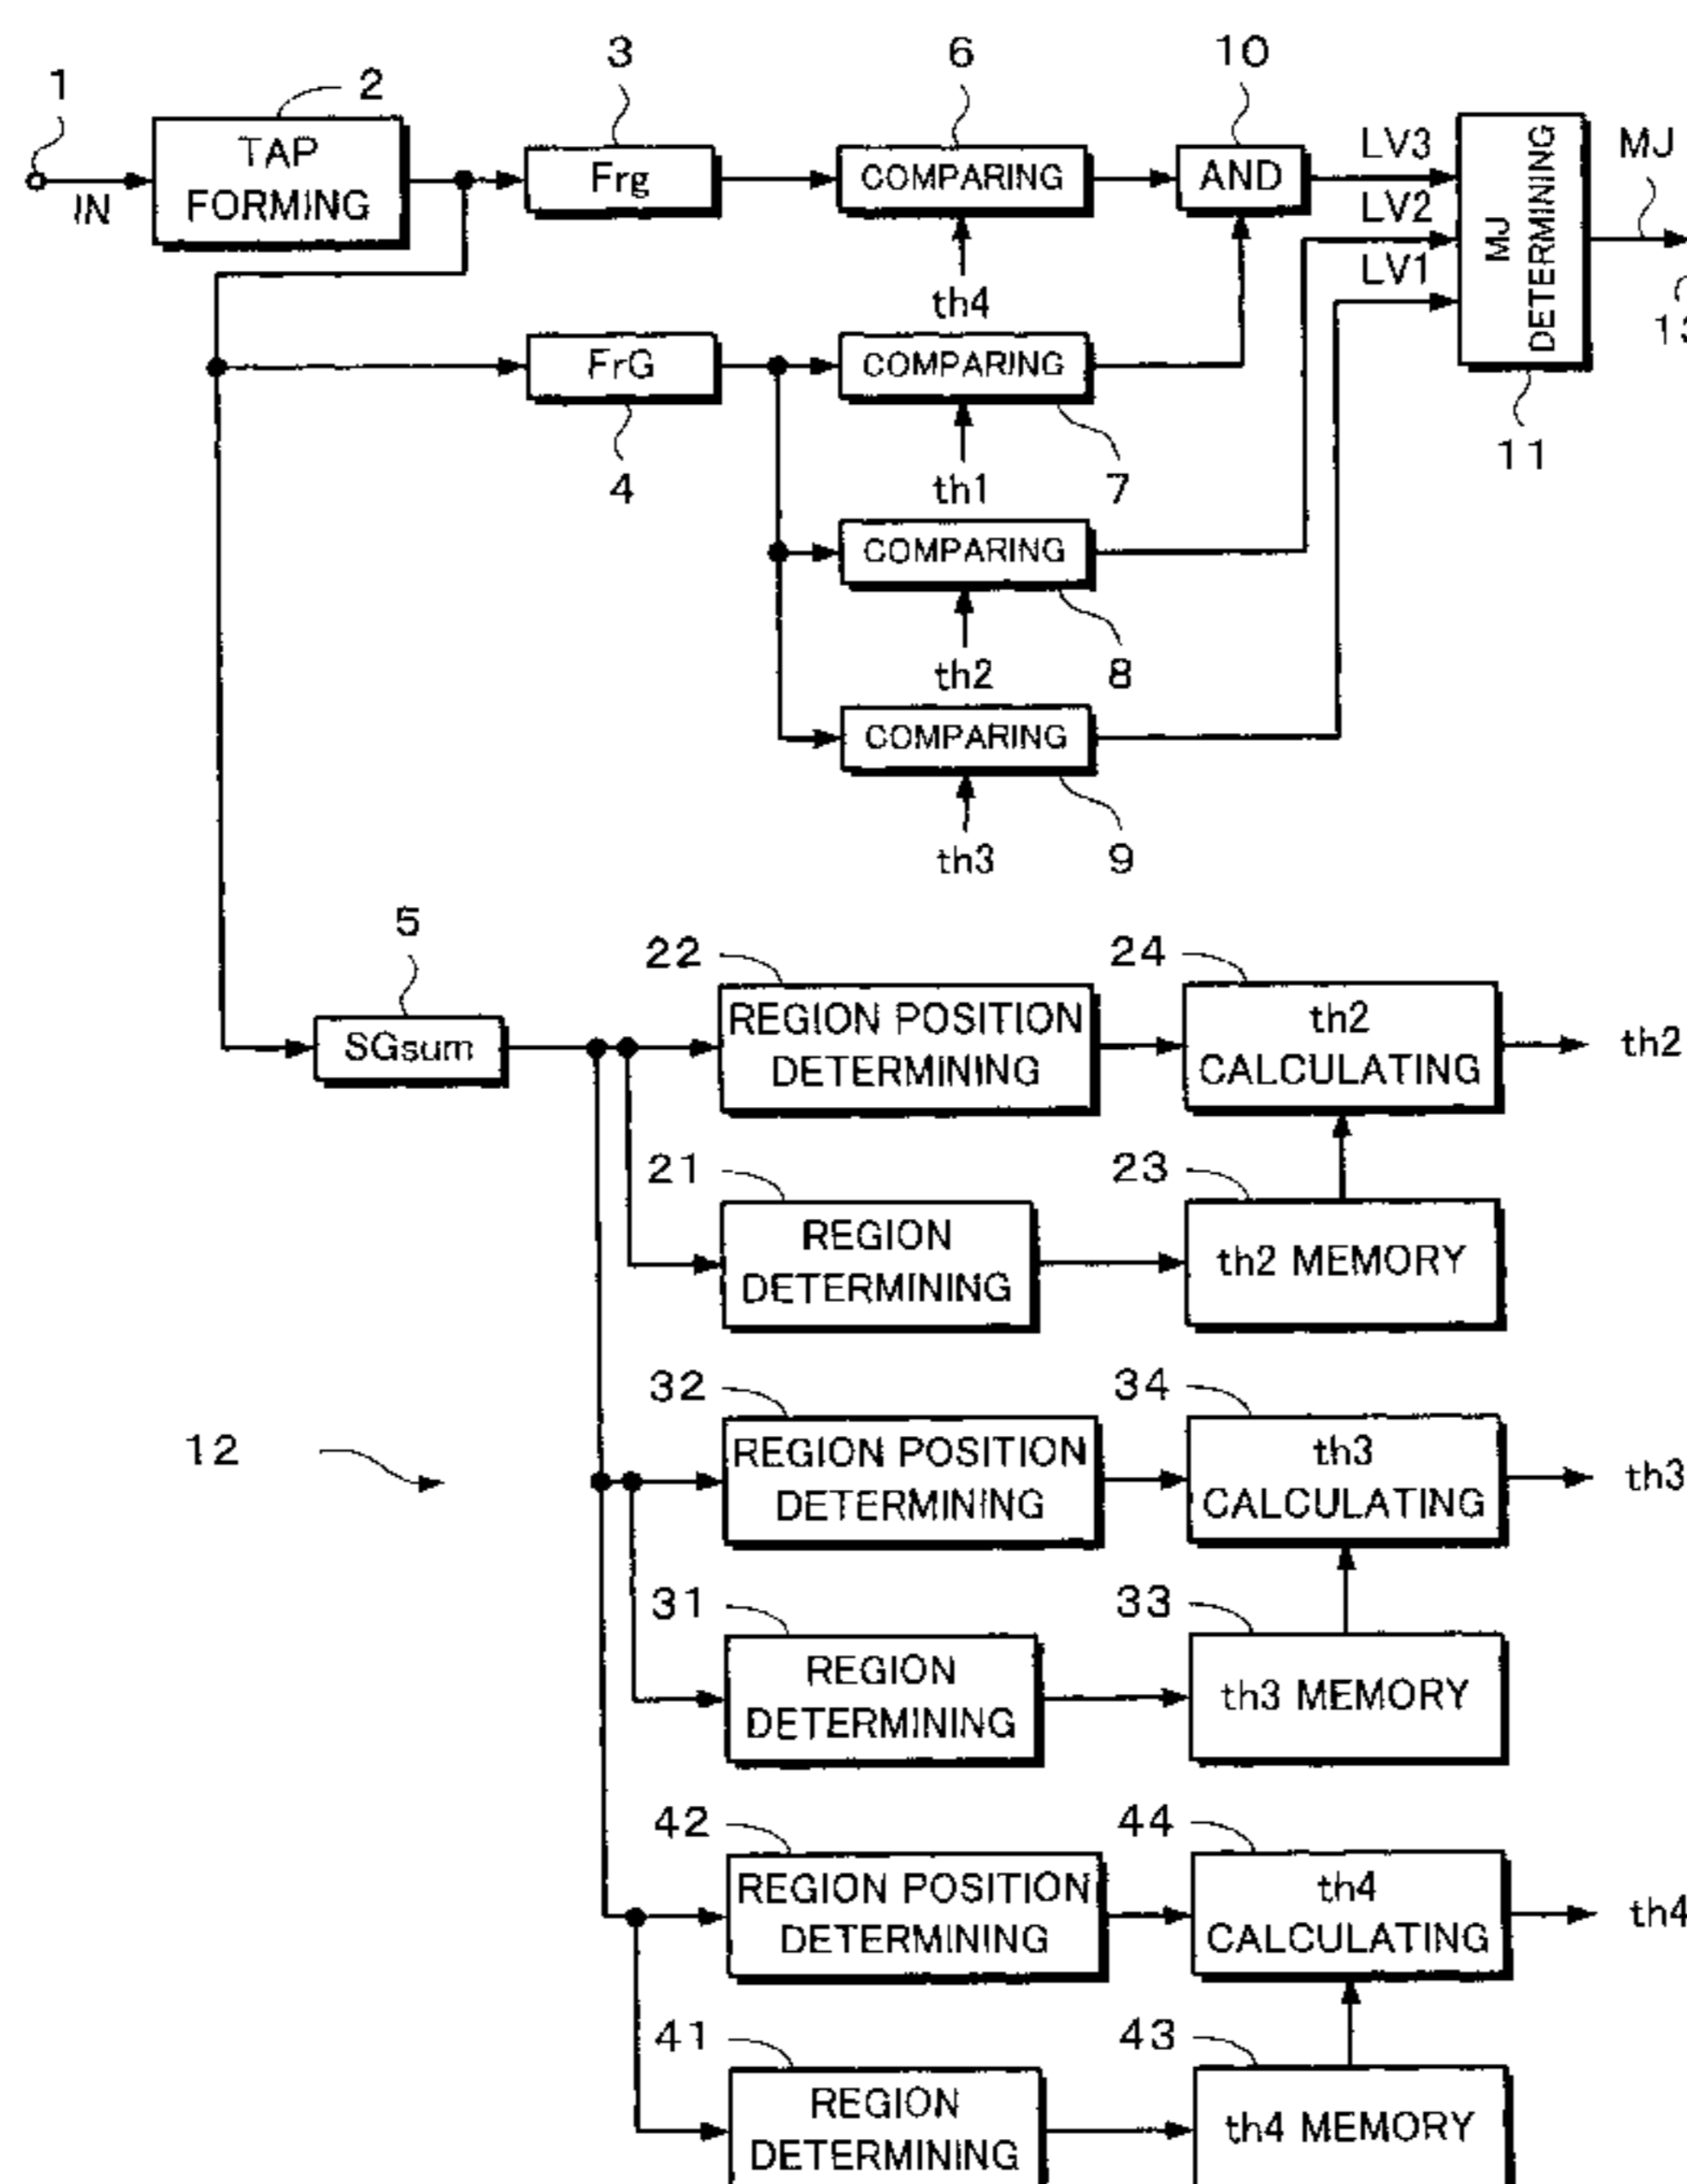 1
2
3
6
10
TAP
FORMING
Frg
COMPARING
AND
LV3
MJ
IN
LV2
LV1
MJ
DETERMINING
th4
13
FrG
COMPARING
4
th1
7
11
COMPARING
th2
8
COMPARING
th3
9
5
22
24
SGsum
REGION POSITION
DETERMINING
th2
CALCULATING
th2
21
23
REGION
DETERMINING
th2 MEMORY
32
34
12
REGION POSITION
DETERMINING
th3
CALCULATING
th3
31
33
REGION
DETERMINING
th3 MEMORY
42
44
REGION POSITION
DETERMINING
th4
CALCULATING
th4
41
43
REGION
DETERMINING
th4 MEMORY